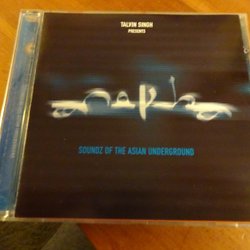 TALVIN SINGH
PRESENTS
anokha
SOUNDZ OF THE ASIAN UNDERGROUND